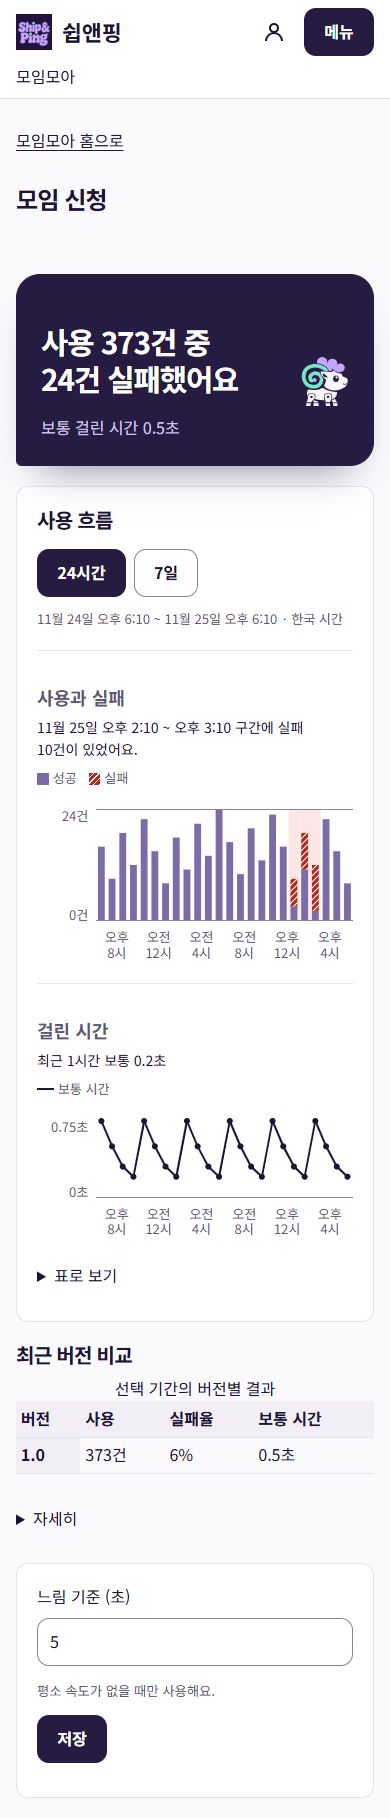 Ship&
Ping
쉽앤핑
메뉴
모임모아
모임모아 홈으로
모임 신청
사용 373건 중
24건 실패했어요
보통 걸린 시간 0.5초
사용 흐름
24시간
7일
11월 24일 오후 6:10 ~ 11월 25일 오후 6:10 · 한국 시간
사용과 실패
11월 25일 오후 2:10 ~ 오후 3:10 구간에 실패
10건이 있었어요.
성공 실패
24건
0건
오후 오전 오전 오전 오후 오후
8시 12시 4시 8시 12시 4시
걸린 시간
최근 1시간 보통 0.2초
보통 시간
0.75초
0초
오후 오전 오전 오전 오후 오후
8시 12시 4시 8시 12시 4시
표로 보기
최근 버전 비교
선택 기간의 버전별 결과
버전 사용 실패율 보통 시간
1.0 373건 6% 0.5초
자세히
느림 기준 (초)
5
평소 속도가 없을 때만 사용해요.
저장